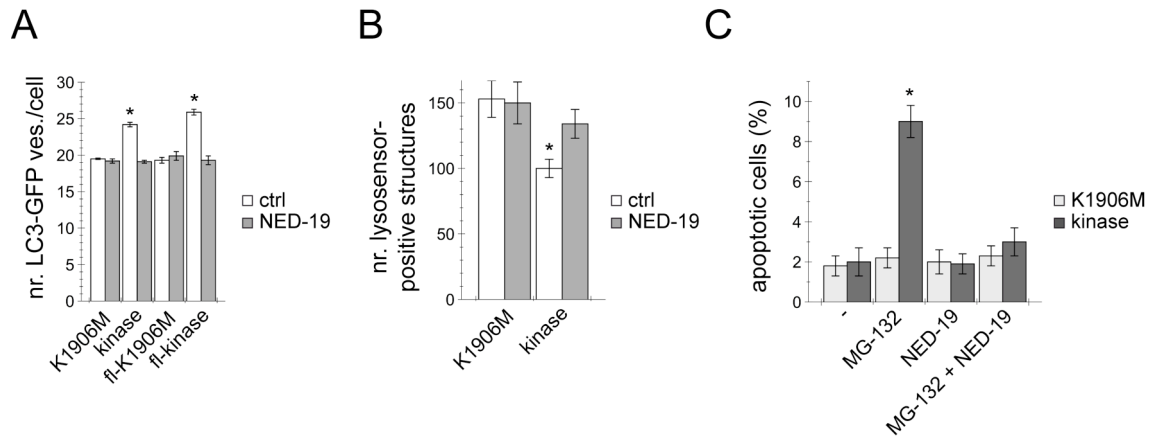 A
nr. LC3-GFP ves./cell
30
25
20
15
10
5
0
*
*
K1906M
kinase
fl-K1906M
fl-kinase
ctrl
NED-19
B
nr. lysosensor-
positive structures
150
100
50
0
*
K1906M
kinase
ctrl
NED-19
C
apoptotic cells (%)
10
8
6
4
2
0
*
-
MG-132
NED-19
MG-132 + NED-19
K1906M
kinase